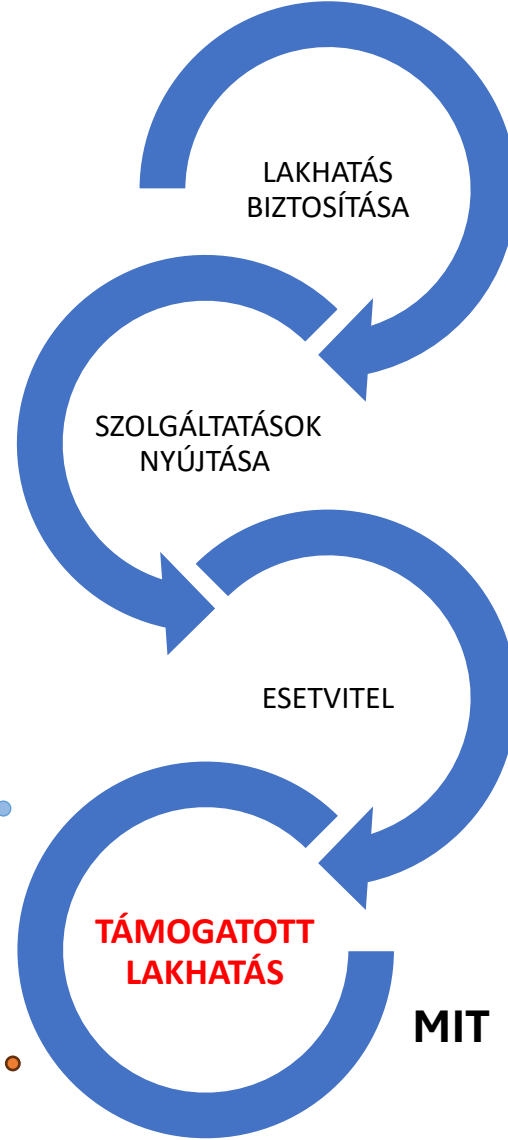 LAKHATÁS
BIZTOSÍTÁSA
SZOLGÁLTATÁSOK
NYÚJTÁSA
ESETVITEL
TÁMOGATOTT
LAKHATÁS
MIT